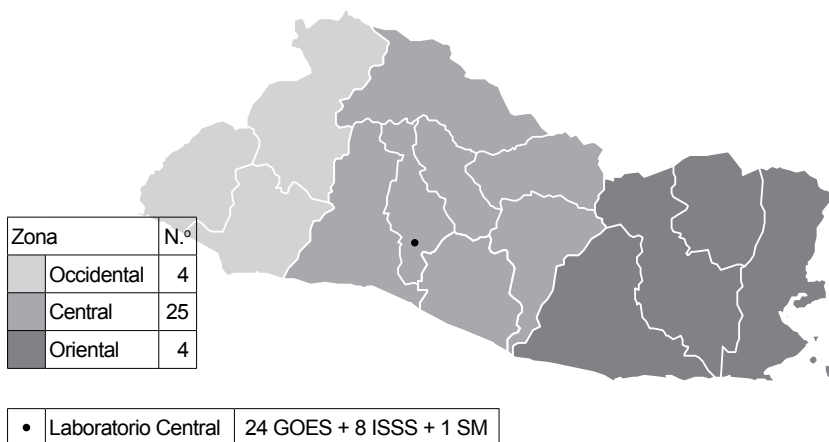 Zona N.º
Occidental 4
Central 25
Oriental 4
• Laboratorio Central 24 GOES + 8 ISSS + 1 SM